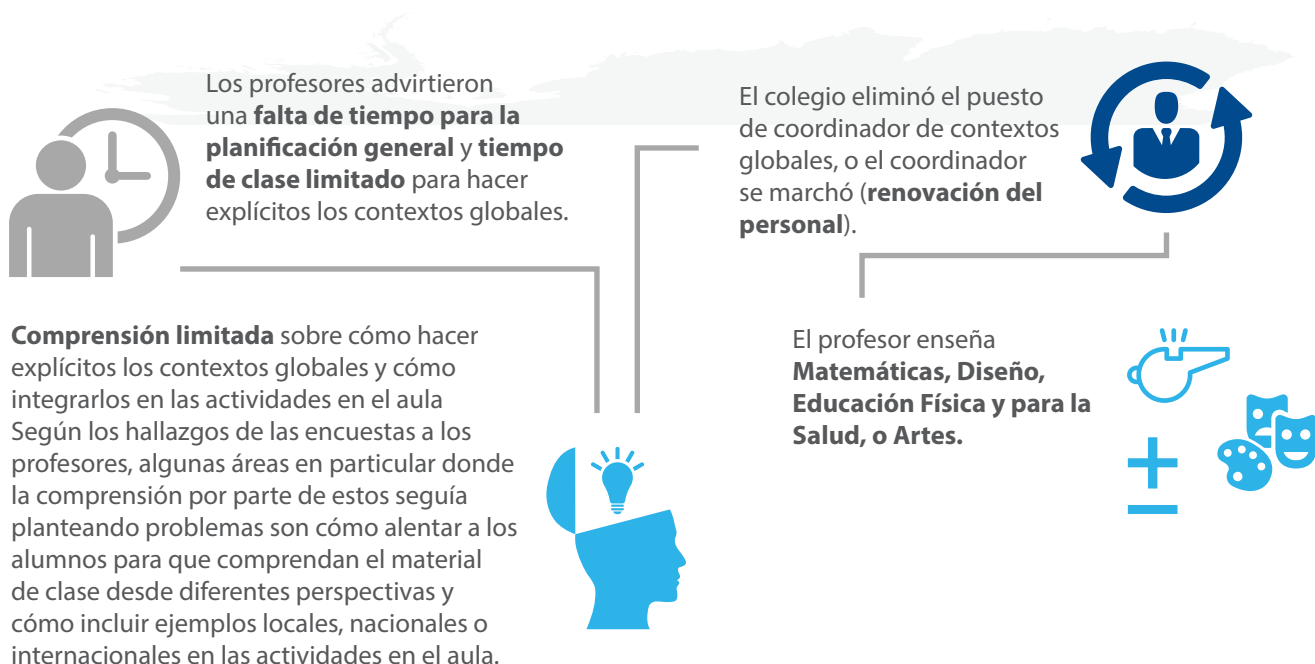 Los profesores advirtieron
una falta de tiempo para la
planificación general y tiempo
de clase limitado para hacer
explícitos los contextos globales.
Comprensión limitada sobre cómo hacer
explícitos los contextos globales y cómo
integrarlos en las actividades en el aula
Según los hallazgos de las encuestas a los
profesores, algunas áreas en particular donde
la comprensión por parte de estos seguía
planteando problemas son cómo alentar a los
alumnos para que comprendan el material
de clase desde diferentes perspectivas y
cómo incluir ejemplos locales, nacionales o
internacionales en las actividades en el aula.
El colegio eliminó el puesto
de coordinador de contextos
globales, o el coordinador
se marchó (renovación del
personal).
El profesor enseña
Matemáticas, Diseño,
Educación Física y para la
Salud, o Artes.